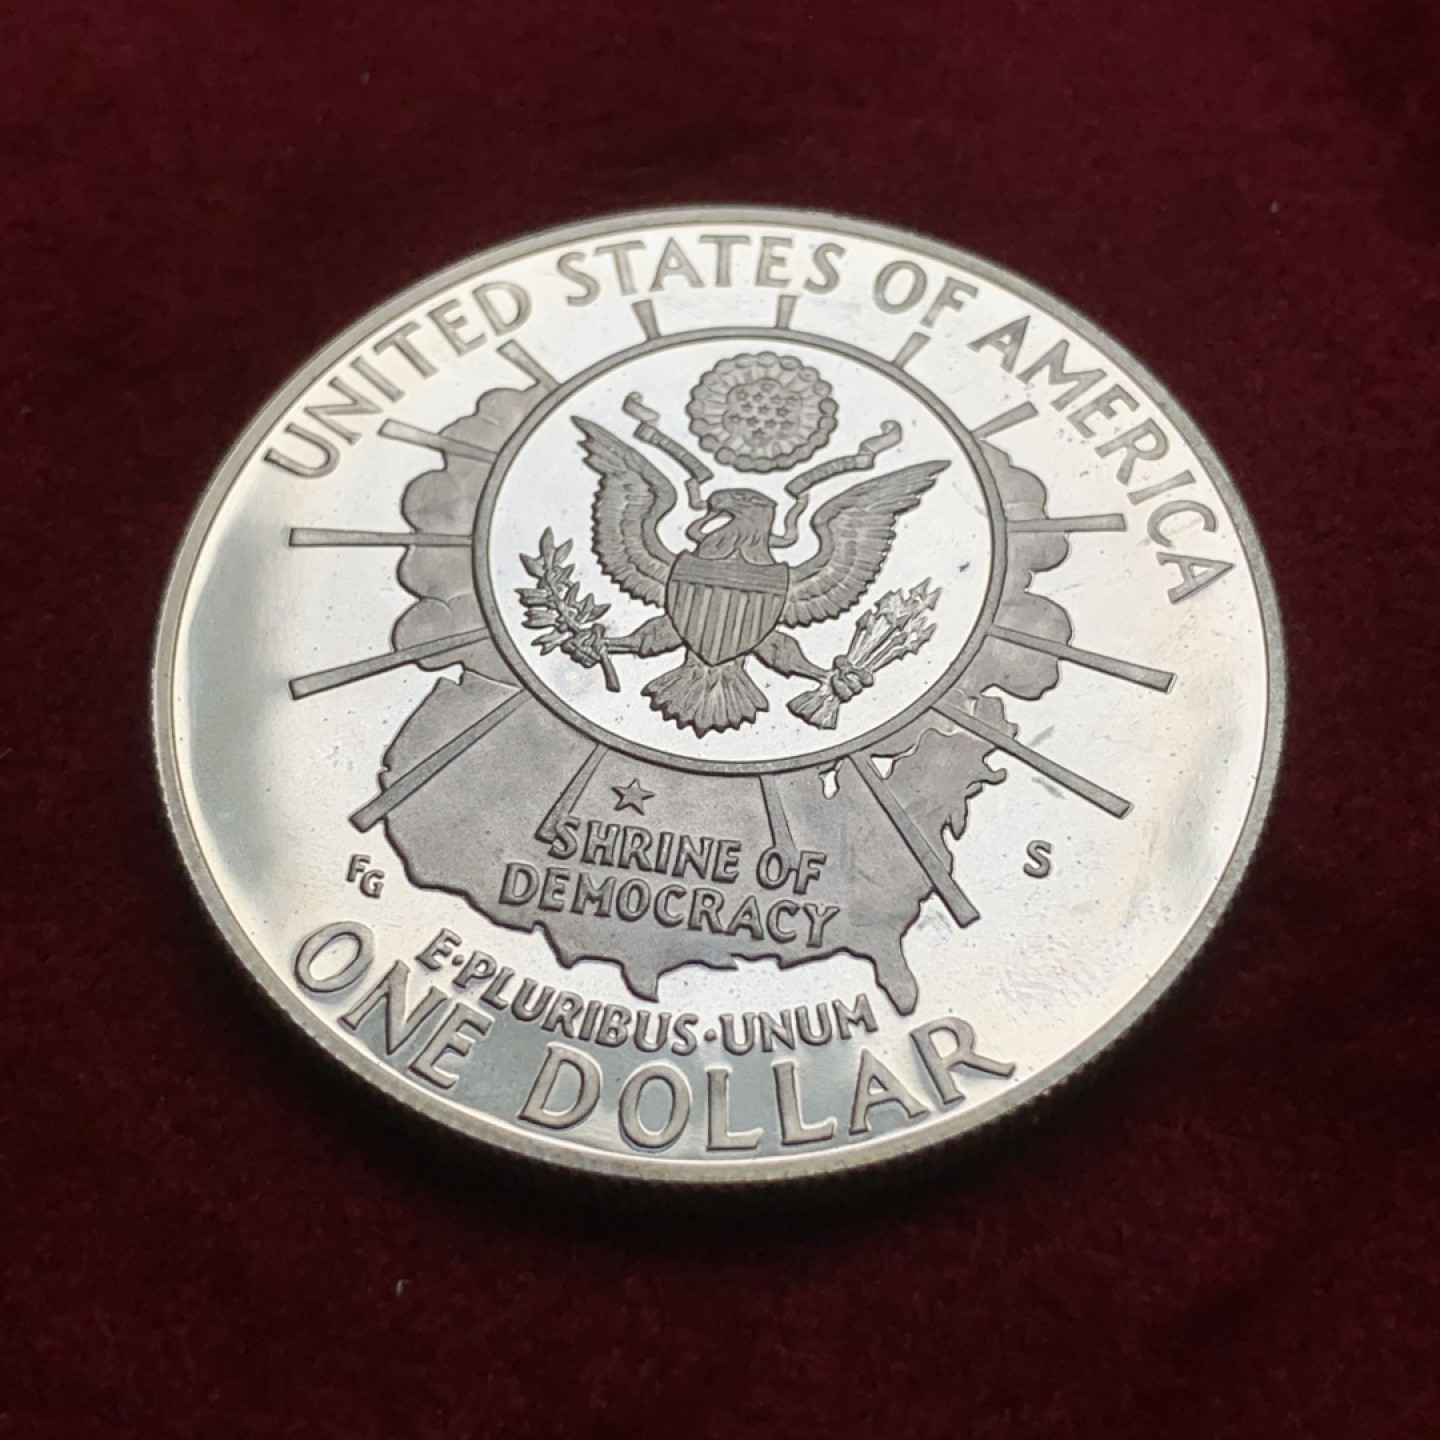 UNITED STATES OF AMERICA
SHRINE OF
DEMOCRACY
FG
S
E·PLURIBUS·UNUM
ONE DOLLAR